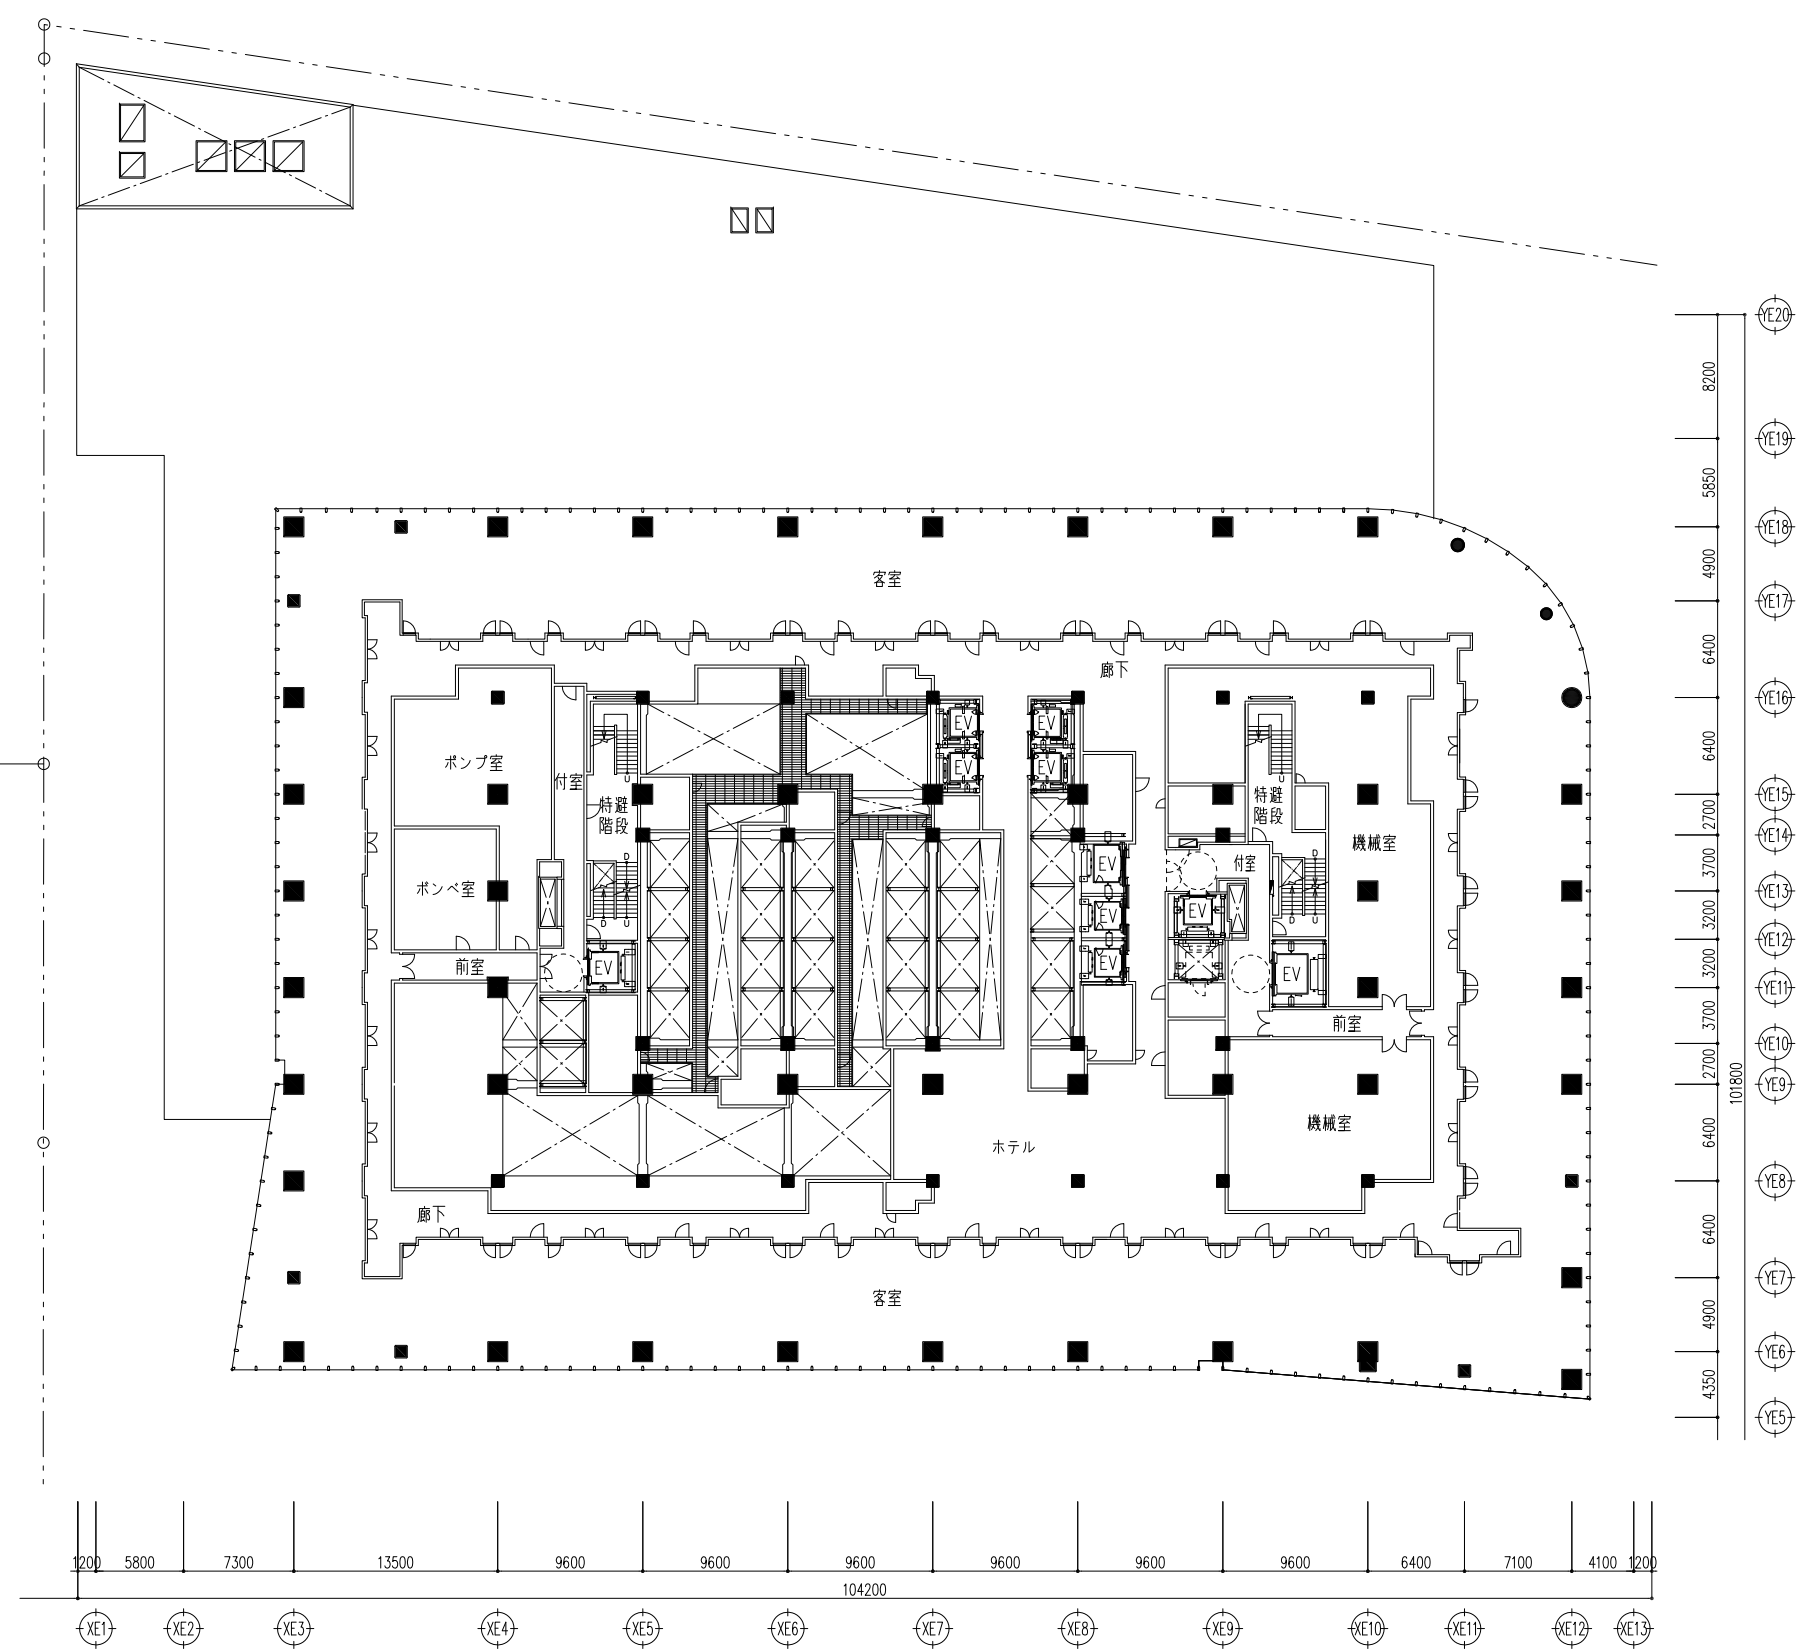 YE20
8200
YE19
5850
YE18
4900
YE17
6400
YE16
6400
YE15
2700
YE14
3700
YE13
3200
YE12
3200
YE11
3700
YE10
2700
YE9
6400
YE8
6400
YE7
4900
YE6
4350
YE5
101800
客室
廊下
EV
EV
EV
EV
ポンプ室
付室
特避
階段
U
特避
階段
U
機械室
EV
付室
ボンベ室
D
D
U
EV
EV
D
D
U
前室
EV
EV
EV
前室
機械室
ホテル
廊下
客室
1200
5800
7300
13500
9600
9600
9600
9600
9600
9600
6400
7100
4100
1200
104200
XE1
XE2
XE3
XE4
XE5
XE6
XE7
XE8
XE9
XE10
XE11
XE12
XE13